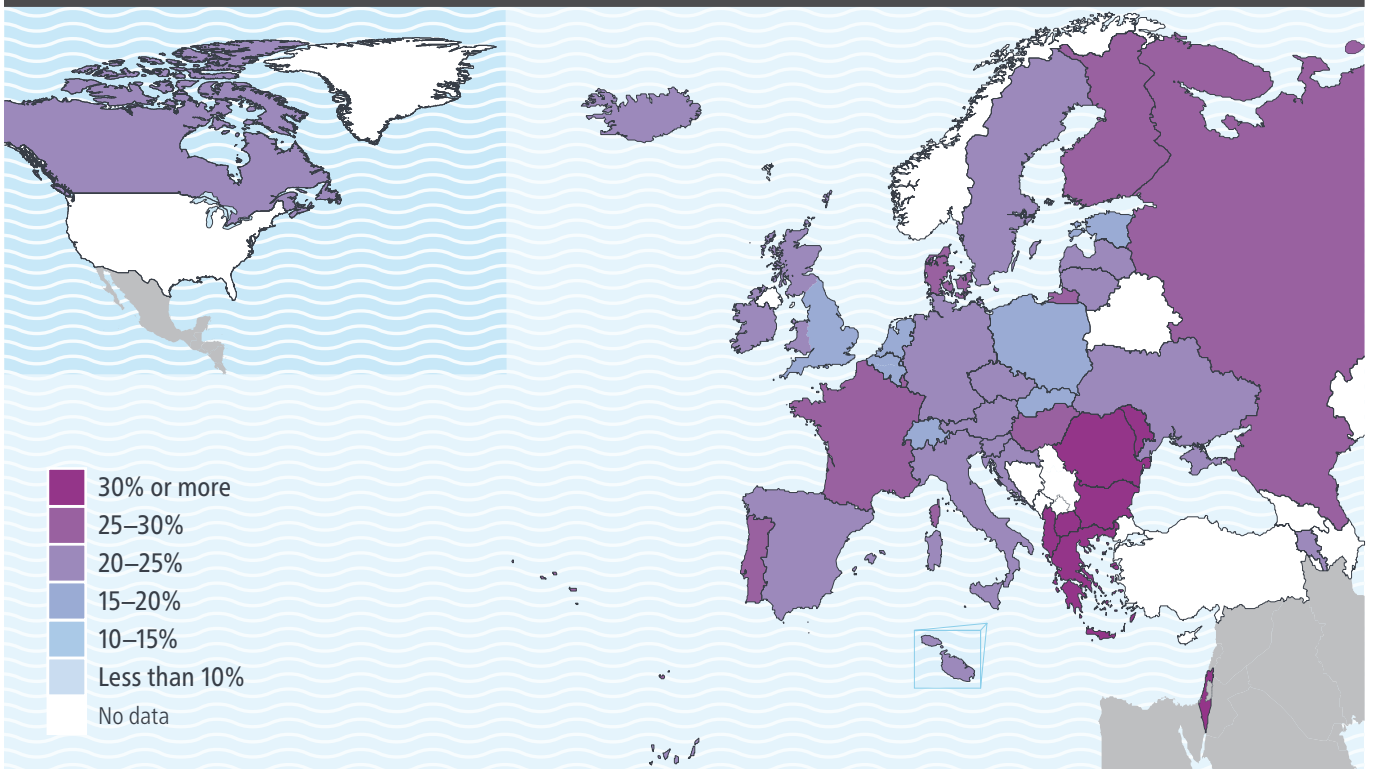 30% or more
25–30%
20–25%
15–20%
10–15%
Less than 10%
No data